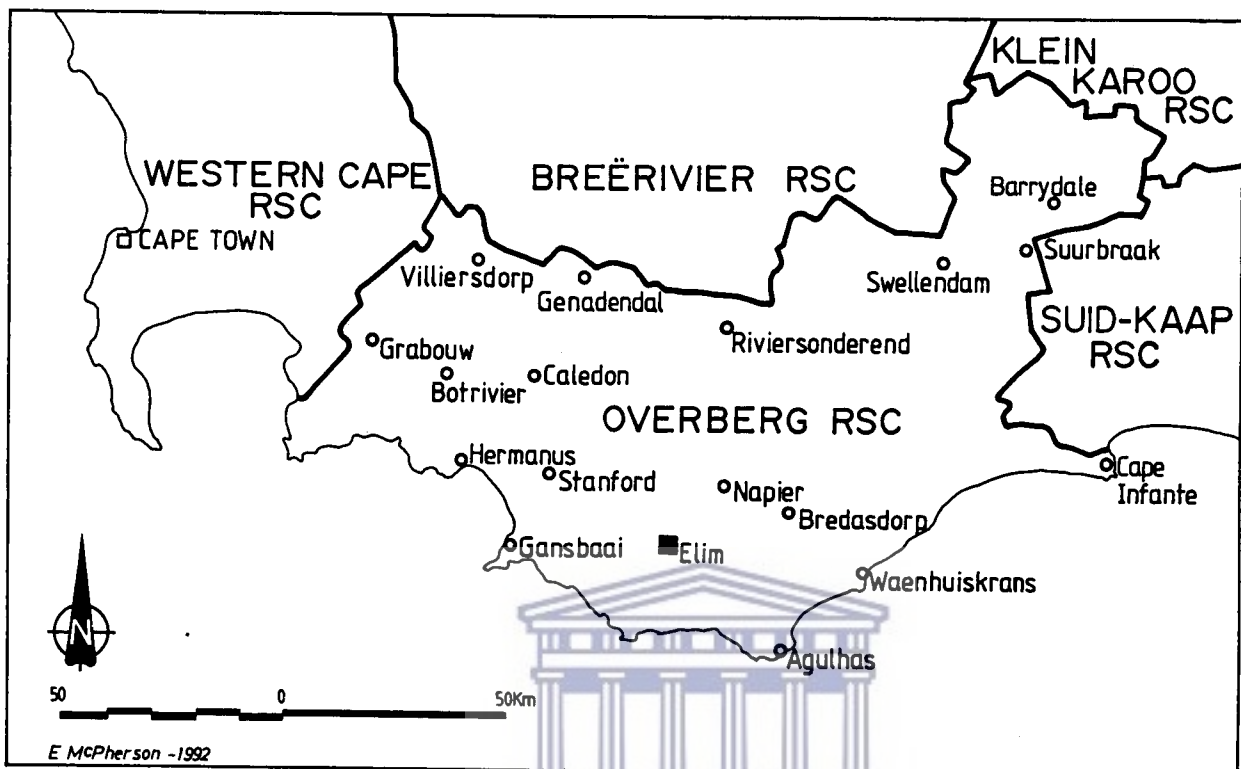 KLEIN
KAROO
RSC
WESTERN CAPE
RSC
BREËRIVIER RSC
Barrydale
CAPE TOWN
Suurbraak
Villiersdorp
Swellendam
Genadendal
SUID-KAAP
RSC
Grabouw
Riviersonderend
Botrivier
Caledon
OVERBERG RSC
Hermanus
Stanford
Cape
Infante
Napier
Bredasdorp
Gansbaai
Elim
Waenhuiskrans
N
Agulhas
50
0
50Km
E McPherson -1992